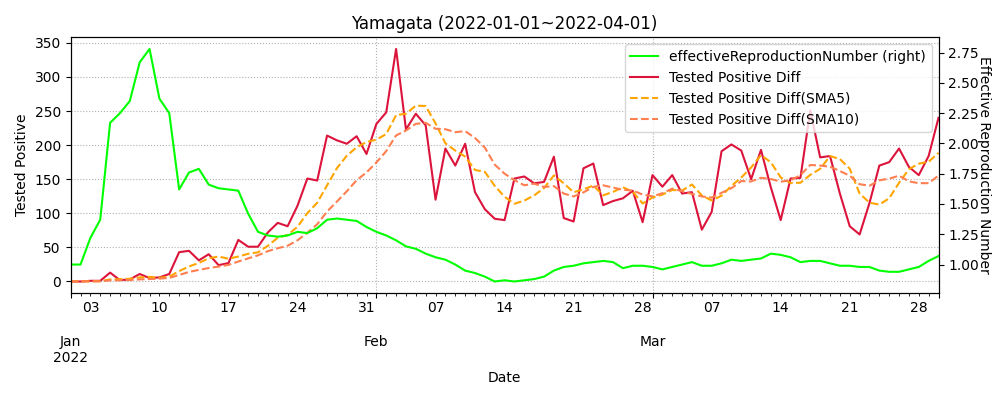 Yamagata (2022-01-01~2022-04-01)
350
300
250
200
150
100
50
0
Tested Positive
effectiveReproductionNumber (right)
Tested Positive Diff
Tested Positive Diff(SMA5)
Tested Positive Diff(SMA10)
2.75
2.50
2.25
2.00
1.75
1.50
1.25
1.00
Effective Reproduction Number
03 10 17 24 31 07 14 21 28 07 14 21 28
Jan Feb Mar
2022
Date